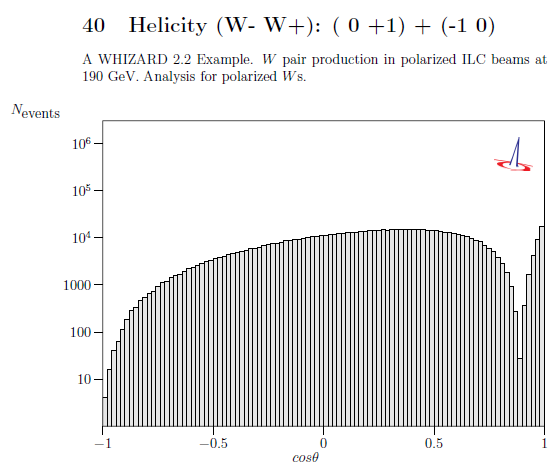 40 Helicity (W- W+): ( 0 +1) + (-1 0)
A WHIZARD 2.2 Example. W pair production in polarized ILC beams at
190 GeV. Analysis for polarized Ws.
Nevents
10⁶
10⁵
10⁴
1000
100
10
−1 −0.5 0 0.5 1
cosθ